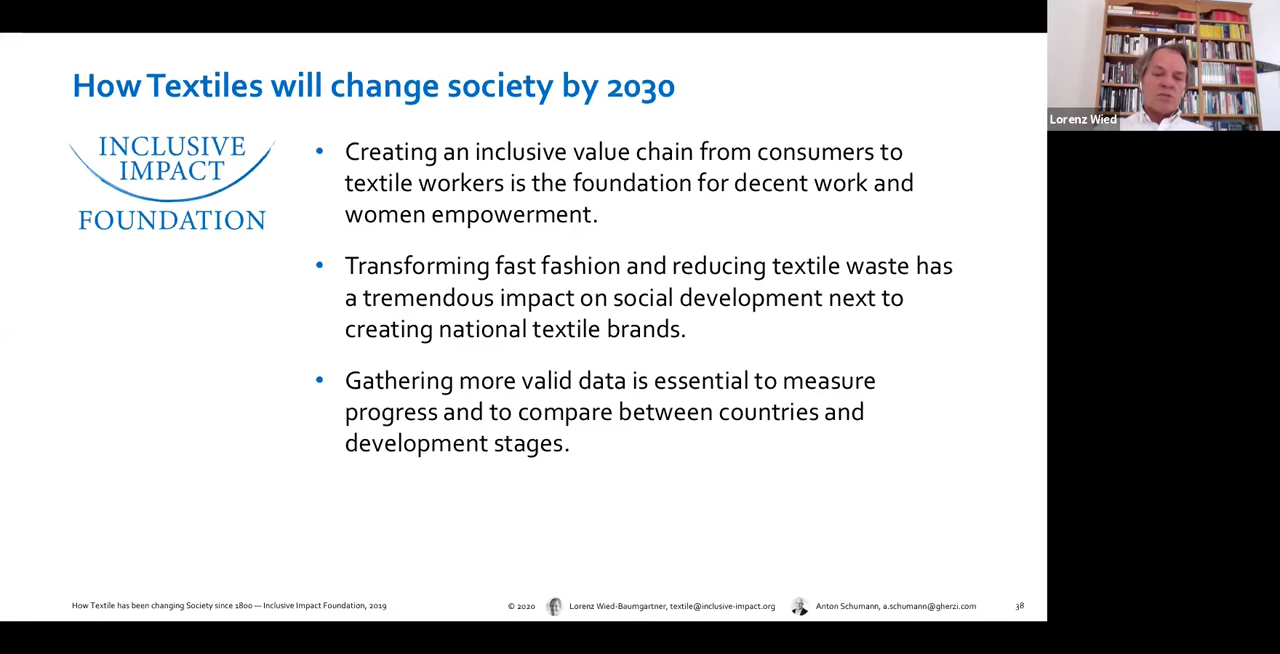 How Textiles will change society by 2030
INCLUSIVE
IMPACT
FOUNDATION
• Creating an inclusive value chain from consumers to
textile workers is the foundation for decent work and
women empowerment.
• Transforming fast fashion and reducing textile waste has
a tremendous impact on social development next to
creating national textile brands.
• Gathering more valid data is essential to measure
progress and to compare between countries and
development stages.
How Textile has been changing Society since 1800 — Inclusive Impact Foundation, 2019
© 2020 Lorenz Wied-Baumgartner, textile@inclusive-impact.org Anton Schumann, a.schumann@gherzi.com 38
Lorenz Wied